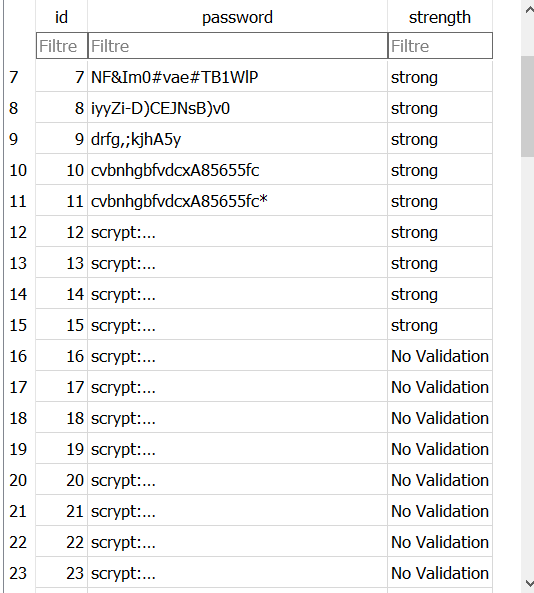 id password strength
Filtre Filtre Filtre
7 7 NF&Im0#vae#TB1WlP strong
8 8 iyyZi-D)CEJNsB)v0 strong
9 9 drfg,;kjhA5y strong
10 10 cvbnhgbfvdcxA85655fc strong
11 11 cvbnhgbfvdcxA85655fc* strong
12 12 scrypt:... strong
13 13 scrypt:... strong
14 14 scrypt:... strong
15 15 scrypt:... strong
16 16 scrypt:... No Validation
17 17 scrypt:... No Validation
18 18 scrypt:... No Validation
19 19 scrypt:... No Validation
20 20 scrypt:... No Validation
21 21 scrypt:... No Validation
22 22 scrypt:... No Validation
23 23 scrypt:... No Validation